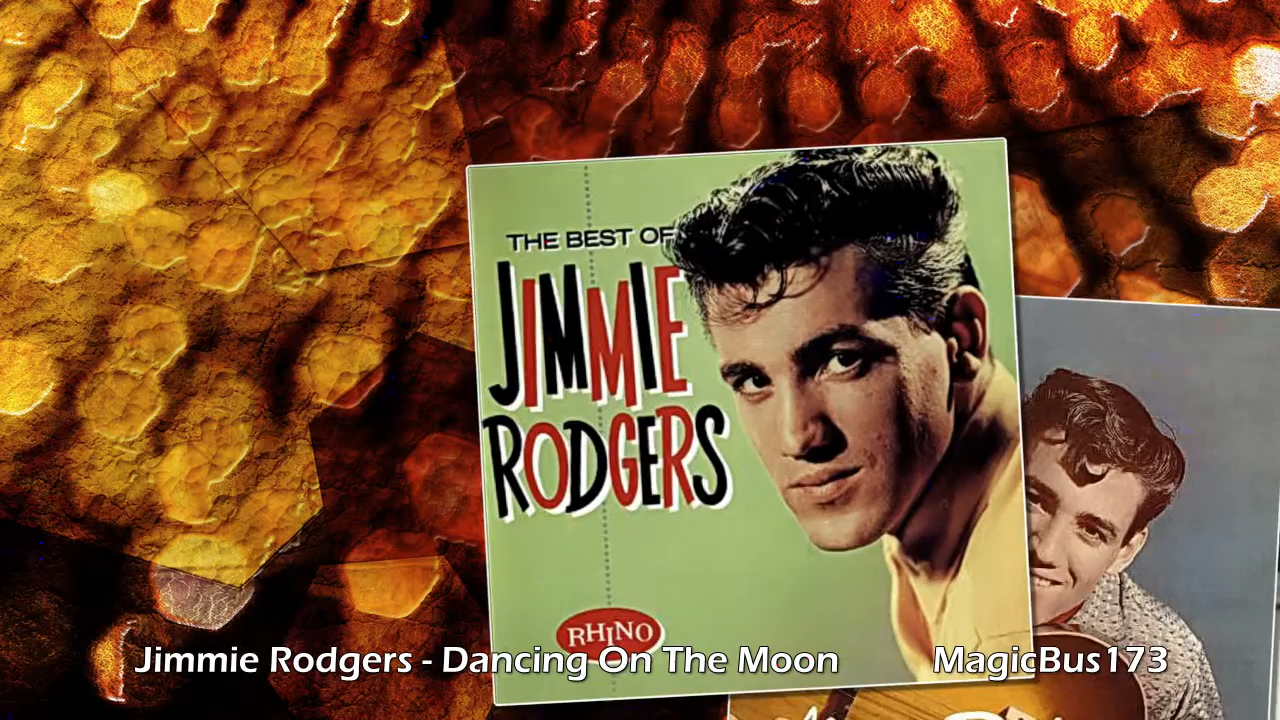 THE BEST OF
JIMMIE
RODGERS
RHINO
Jimmie Rodgers - Dancing On The Moon MagicBus173